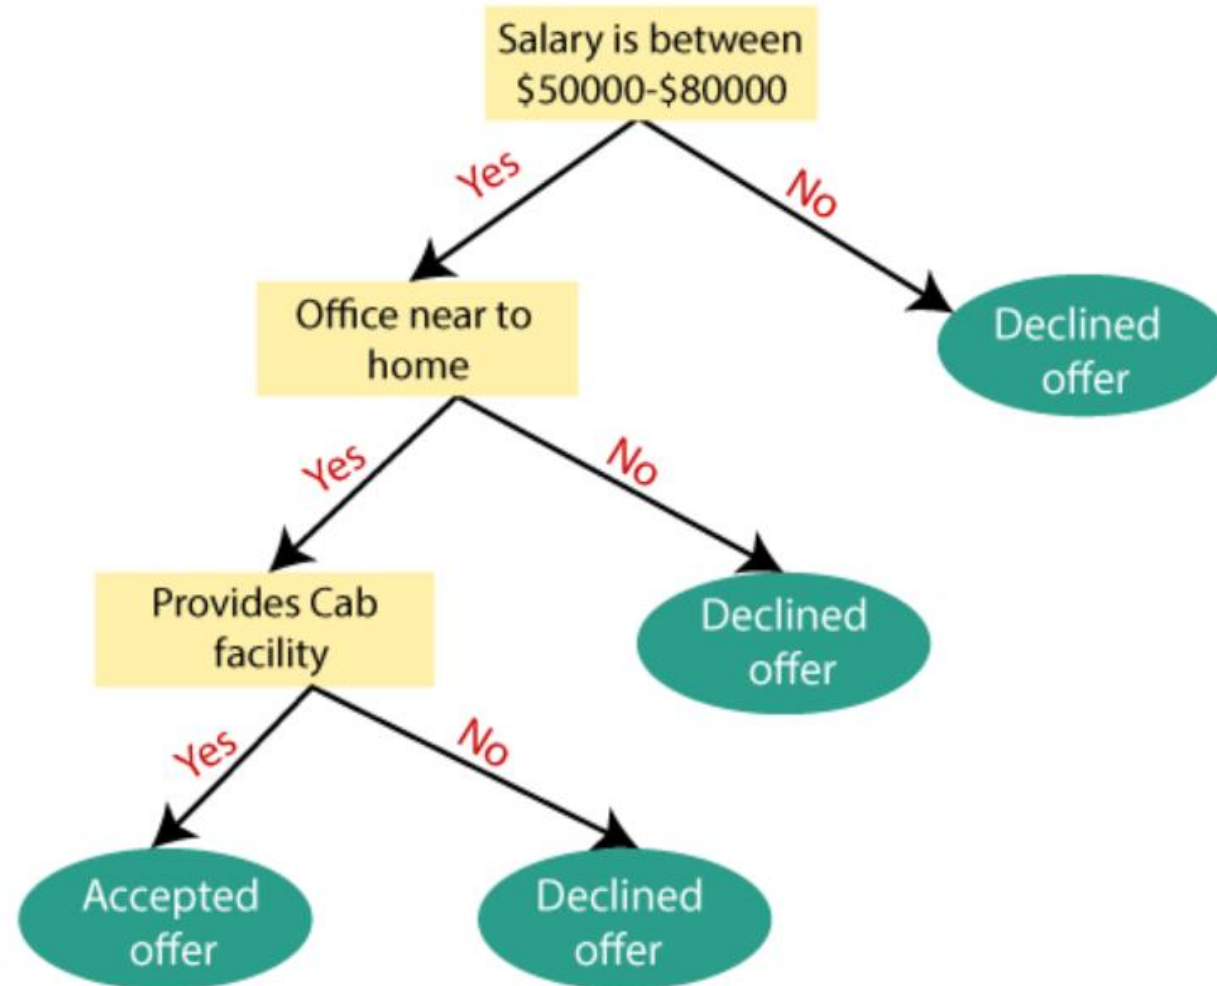 Salary is between
$50000-$80000
Yes
No
Office near to
home
Declined
offer
Yes
No
Provides Cab
facility
Declined
offer
Yes
No
Accepted
offer
Declined
offer